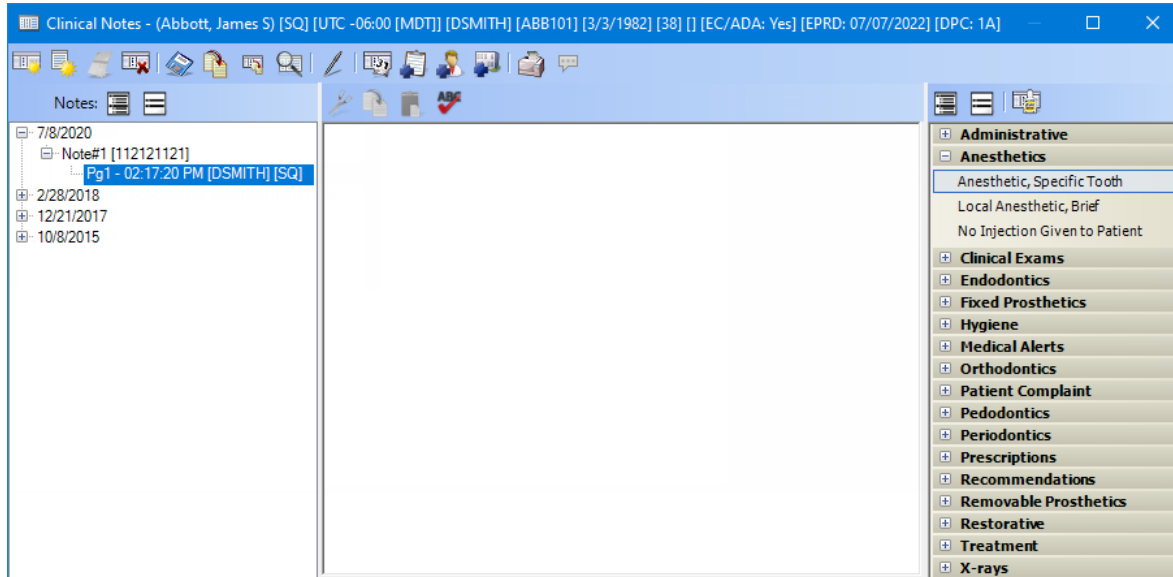 Clinical Notes - (Abbott, James S) [SQ] [UTC -06:00 [MDT]] [DSMITH] [ABB101] [3/3/1982] [38] [] [EC/ADA: Yes] [EPRD: 07/07/2022] [DPC: 1A]
Notes:
ABC
7/8/2020
Note#1 [112121121]
Pg1 - 02:17:20 PM [DSMITH] [SQ]
2/28/2018
12/21/2017
10/8/2015
Administrative
Anesthetics
Anesthetic, Specific Tooth
Local Anesthetic, Brief
No Injection Given to Patient
Clinical Exams
Endodontics
Fixed Prosthetics
Hygiene
Medical Alerts
Orthodontics
Patient Complaint
Pedodontics
Periodontics
Prescriptions
Recommendations
Removable Prosthetics
Restorative
Treatment
X-rays